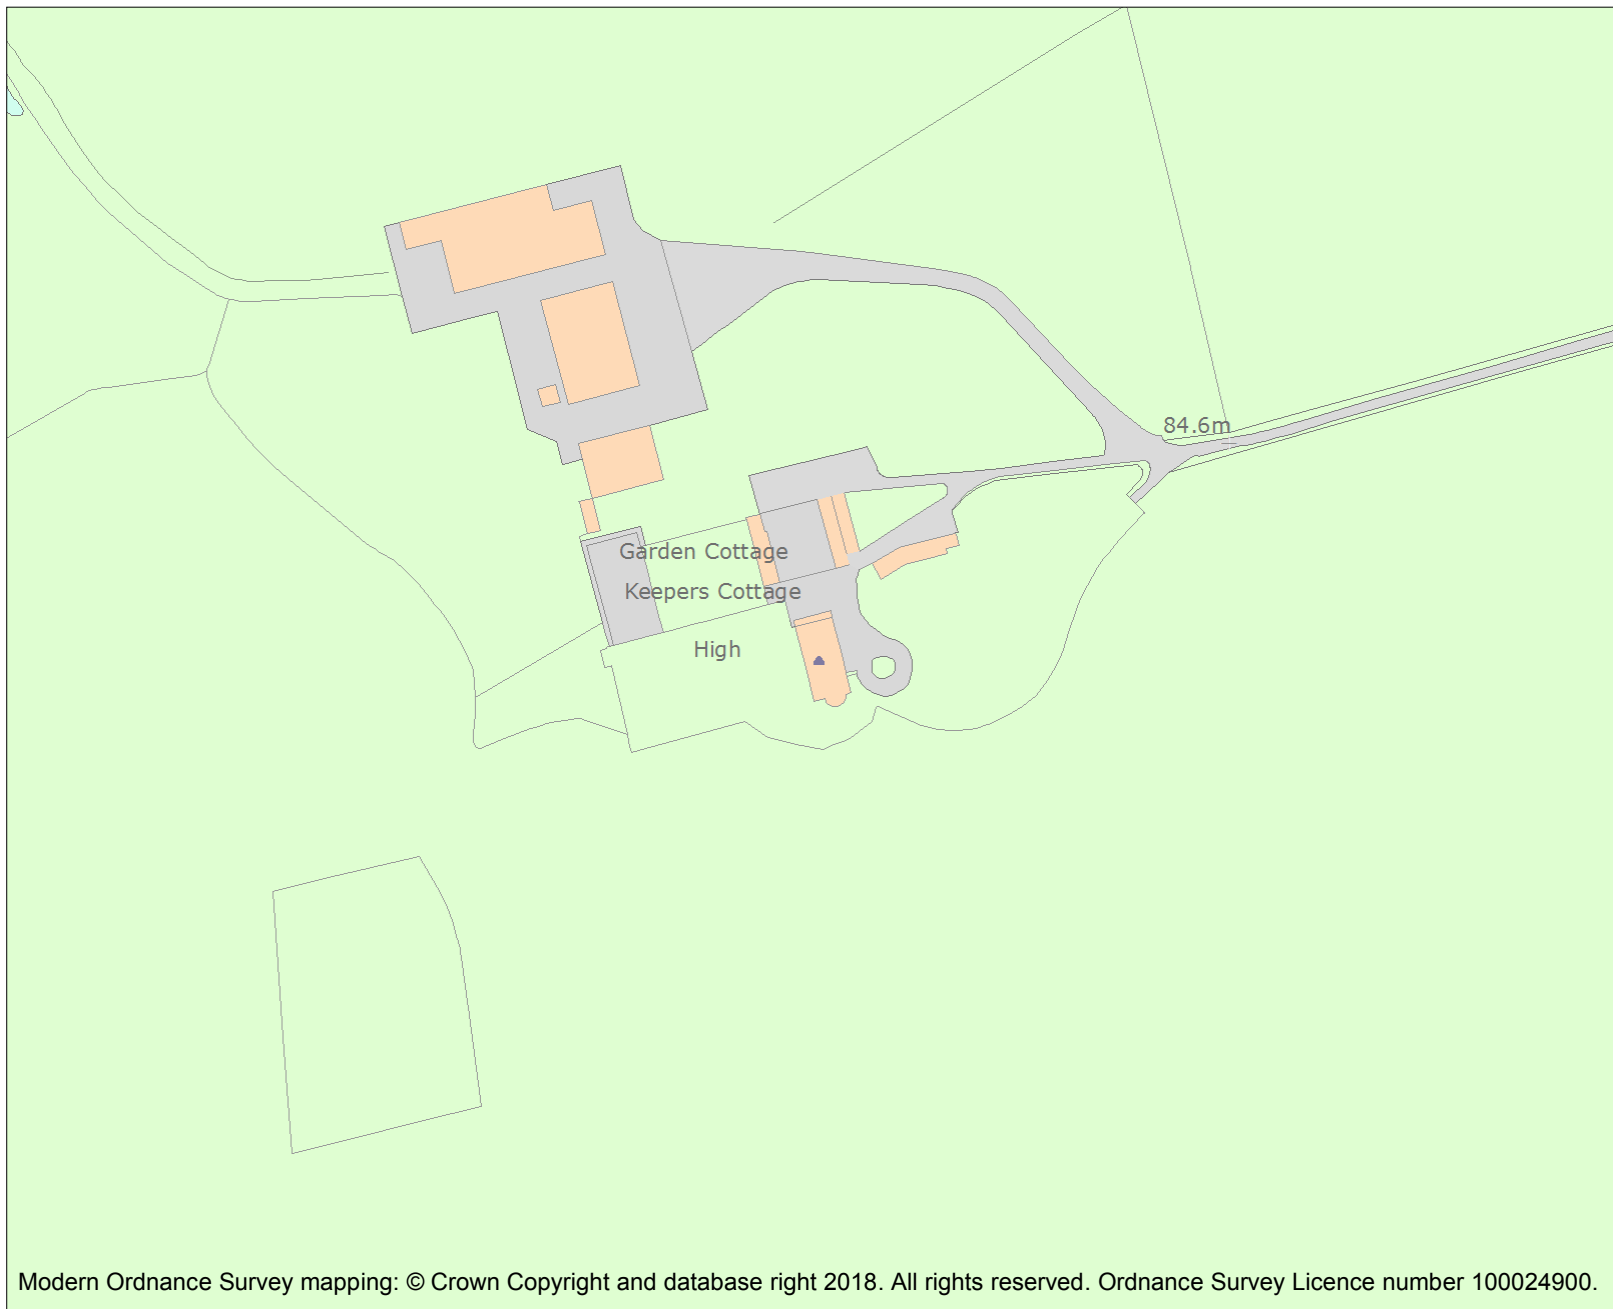 84.6m
Garden Cottage
Keepers Cottage
High
Modern Ordnance Survey mapping: © Crown Copyright and database right 2018. All rights reserved. Ordnance Survey Licence number 100024900.